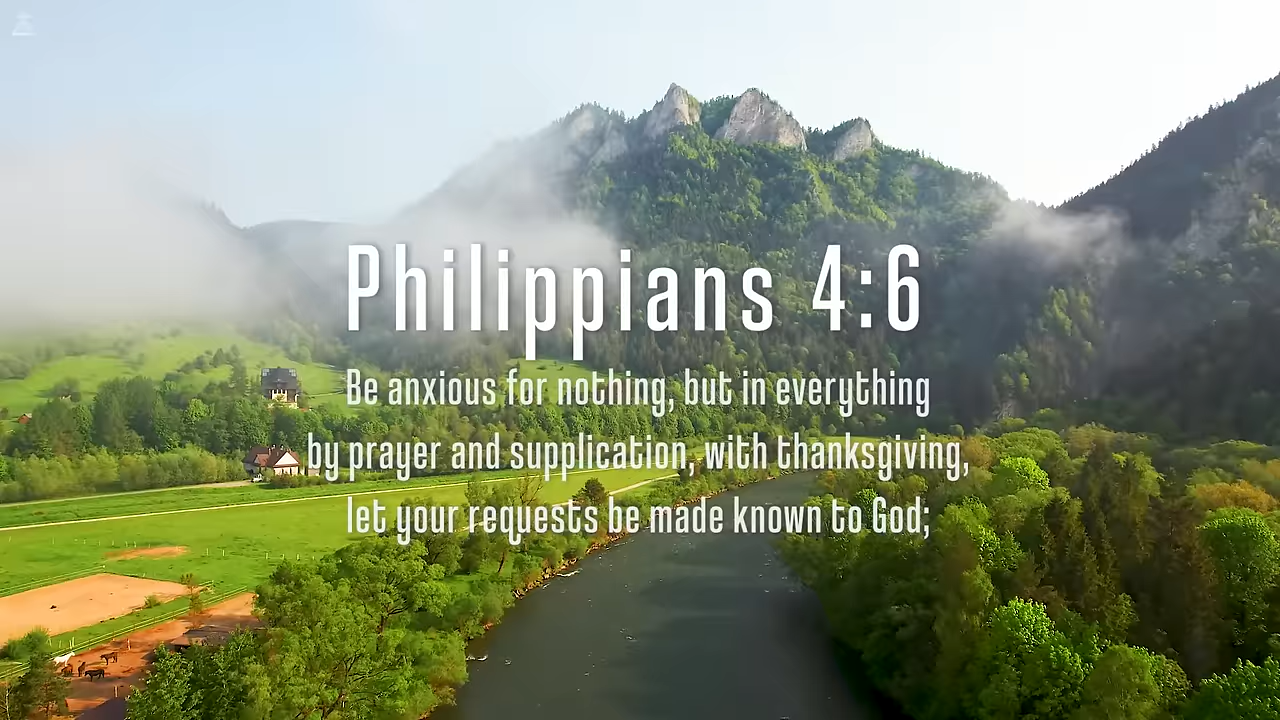 Philippians 4:6
Be anxious for nothing, but in everything
by prayer and supplication, with thanksgiving,
let your requests be made known to God;